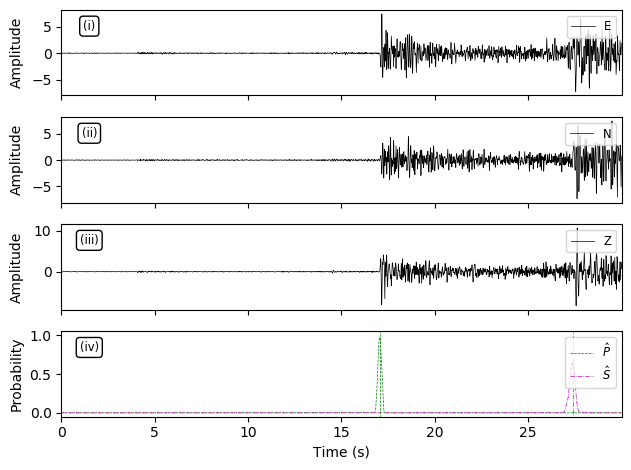 (i)
E
Amplitude
5
0
−5
(ii)
N
Amplitude
5
0
−5
(iii)
Z
Amplitude
10
0
(iv)
P̂
Ŝ
Probability
1.0
0.5
0.0
0 5 10 15 20 25
Time (s)